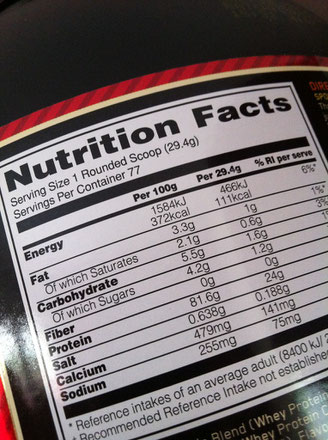 Nutrition Facts
Serving Size 1 Rounded Scoop (29.4g)
Servings Per Container 77
Per 100g Per 29.4g % RI per serve
Energy 1584kJ 466kJ 6%*
372kcal 111kcal
Fat 3.3g 1g 1%*
Of which Saturates 2.1g 0.6g 3%
Carbohydrate 5.5g 1.6g
Of which Sugars 4.2g 1.2g
Fiber 0g 0g
Protein 81.6g 24g
Salt 0.638g 0.188g
Calcium 479mg 141mg
Sodium 255mg 75mg
* Reference intakes of an average adult (8400 kJ/
Recommended Reference Intake not established
Blend (Whey Protein
Whey Protein
DIRE
SPO